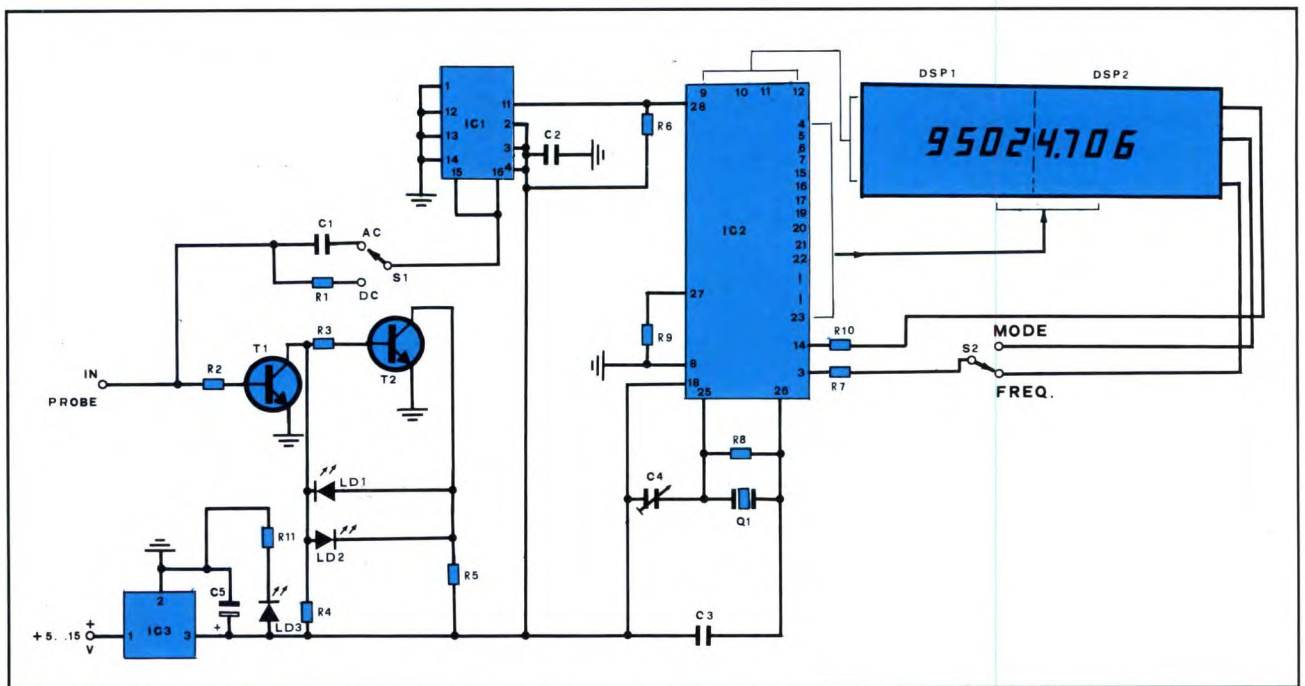 DSP1 DSP2
95024.706
1
12
13
14
IC1
11
2
3
4
15 16
C2
R6
9 10 11 12
28
27
8
18
25 26
IC2
4
5
6
7
15
16
17
19
20
21
22
23
14
3
R9
R10
R7
S2
MODE
FREQ.
C1 AC
S1
R1 DC
IN
PROBE
R2
T1
R3
T2
LD1
LD2
R4
R5
R8
C4
Q1
C3
R11
C5
+
LD3
2
1 IC3 3
+5...15 +
V